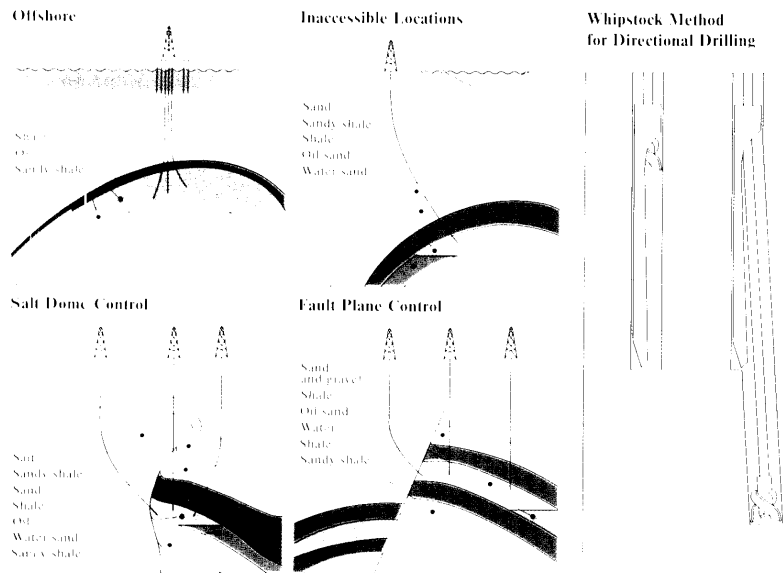 Offshore
Sandy shale
Inaccessible Locations
Sand
Sandy shale
Shale
Oil sand
Water sand
Whipstock Method
for Directional Drilling
Salt Dome Control
Salt
Sandy shale
Sand
Shale
Oil
Water sand
Sandy shale
Fault Plane Control
Sand
and gravel
Shale
Oil sand
Water
Shale
Sandy shale